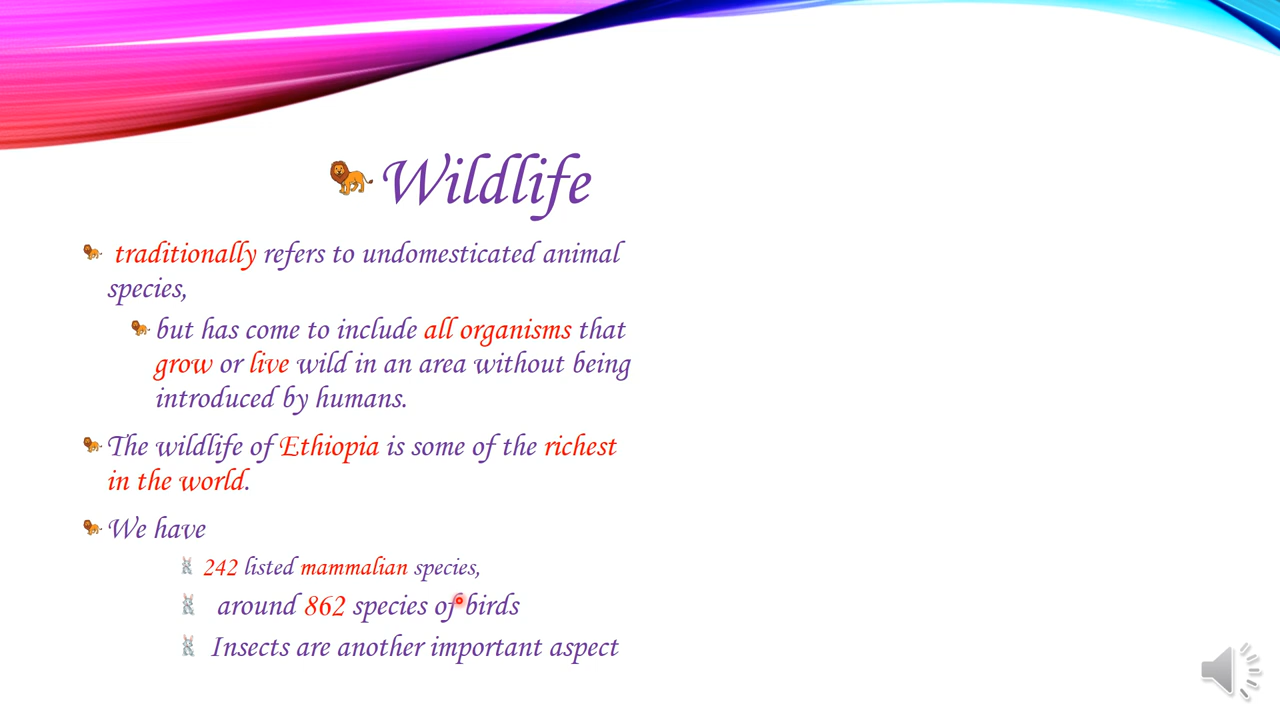 Wildlife
traditionally refers to undomesticated animal
species,
but has come to include all organisms that
grow or live wild in an area without being
introduced by humans.
The wildlife of Ethiopia is some of the richest
in the world.
We have
242 listed mammalian species,
around 862 species of birds
Insects are another important aspect